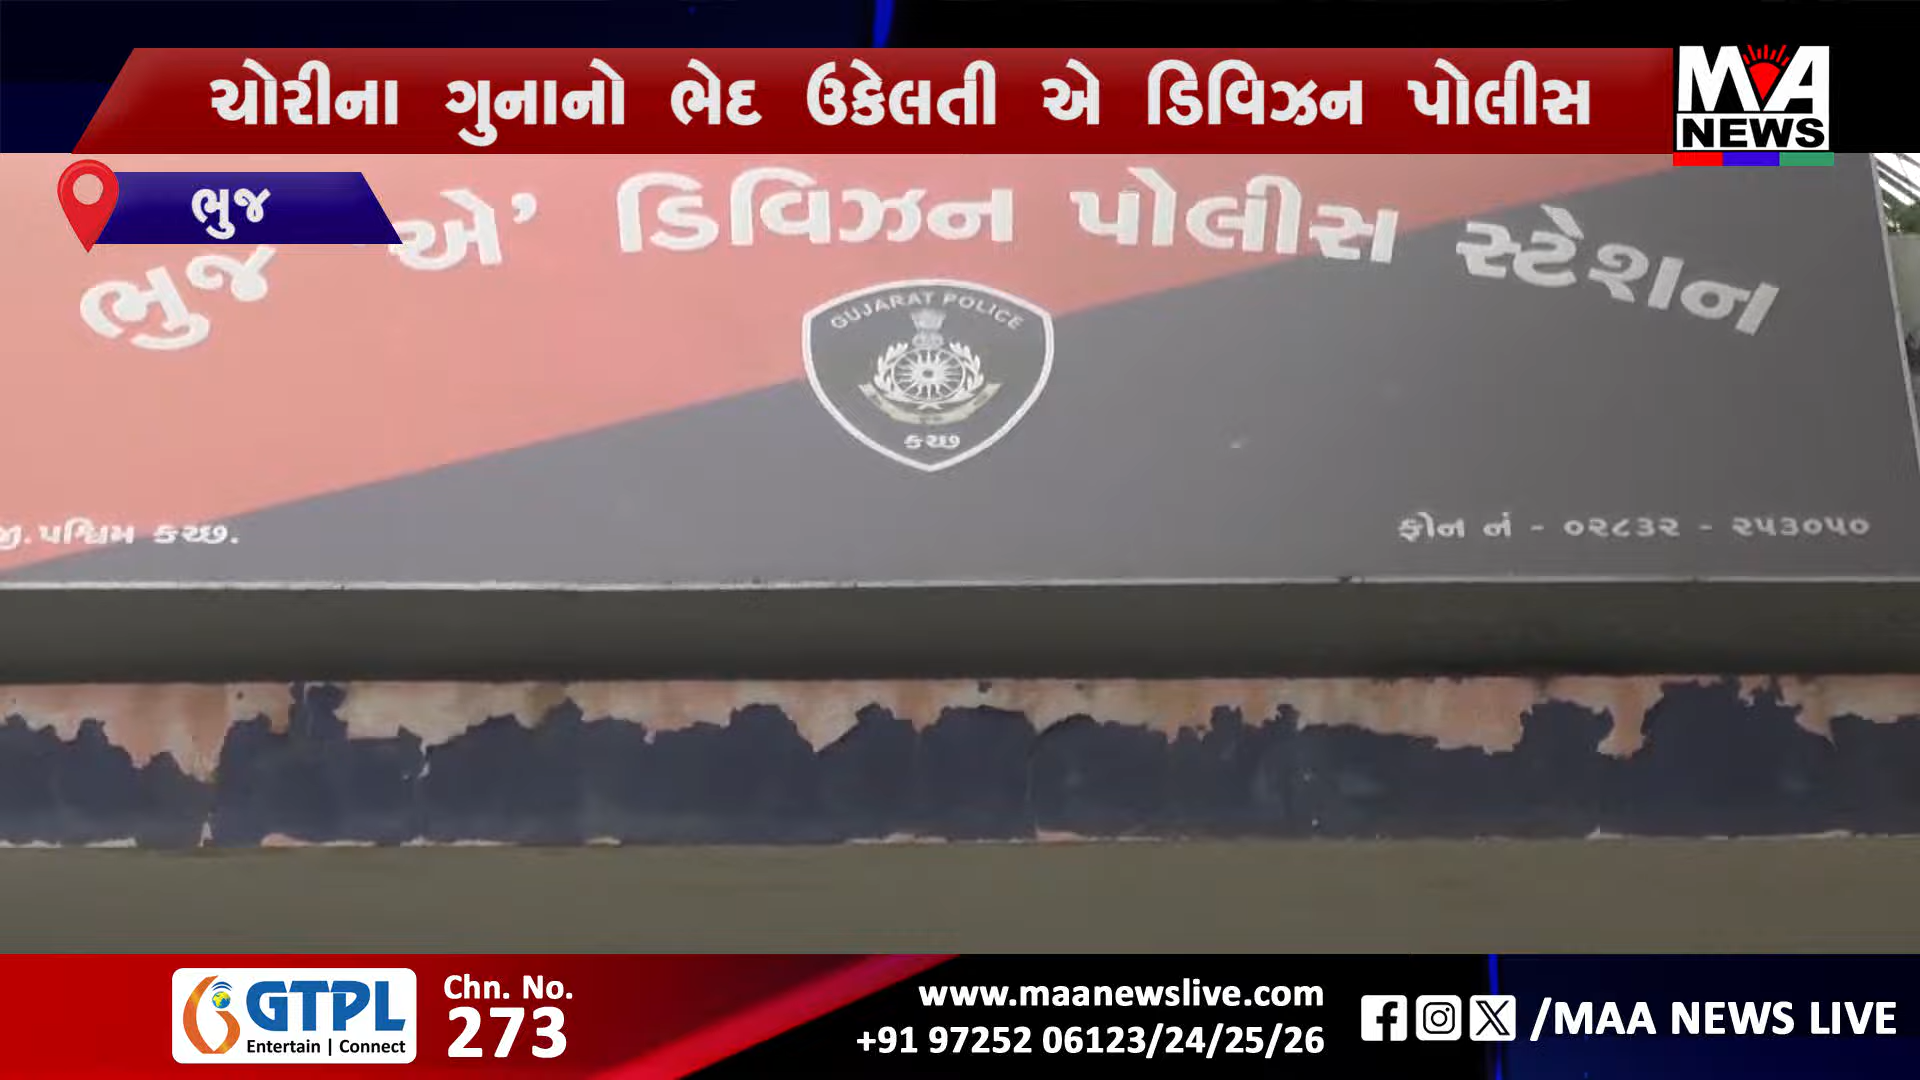 ચોરીના ગુનાનો ભેદ ઉકેલતી એ ડિવિઝન પોલીસ
MAA NEWS
ભુજ
ભુજ 'એ' ડિવિઝન પોલીસ સ્ટેશન
GUJARAT POLICE
કચ્છ
જી.પશ્ચિમ કચ્છ.
ફોન નં - ૦૨૮૩૨ - ૨૫૩૦૫૦
GTPL
Entertain | Connect
Chn. No.
273
www.maanewslive.com
+91 97252 06123/24/25/26
/MAA NEWS LIVE